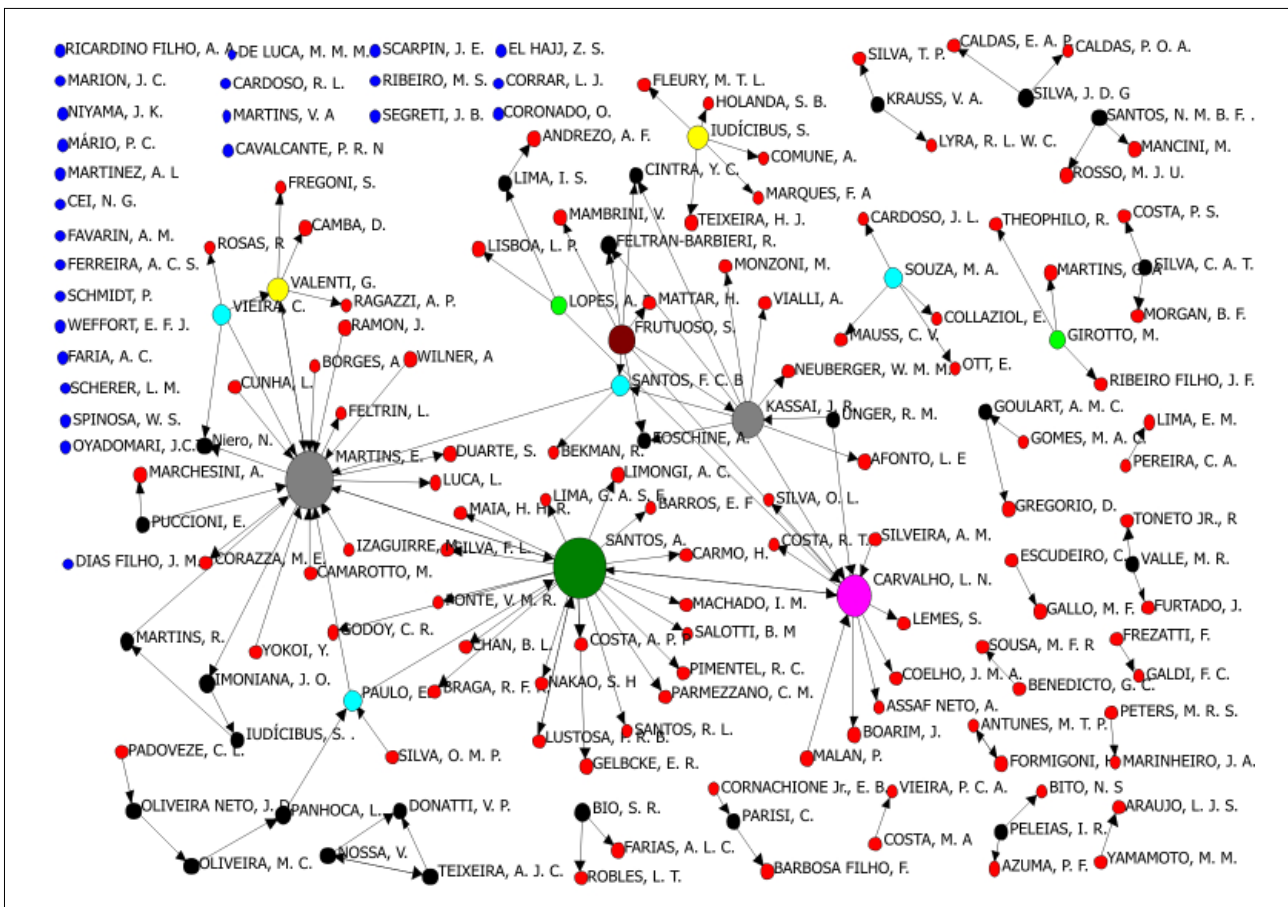 RICARDINO FILHO, A. A
DE LUCA, M. M. M.
SCARPIN, J. E.
EL HAJJ, Z. S.
SILVA, T. P.
CALDAS, E. A. P.
CALDAS, P. O. A.
MARION, J. C.
CARDOSO, R. L.
RIBEIRO, M. S.
CORRAR, L. J.
FLEURY, M. T. L.
KRAUSS, V. A.
SILVA, J. D. G
NIYAMA, J. K.
MARTINS, V. A
SEGRETI, J. B.
CORONADO, O.
HOLANDA, S. B.
SANTOS, N. M. B. F. .
MÁRIO, P. C.
CAVALCANTE, P. R. N
ANDREZO, A. F.
IUDÍCIBUS, S.
LYRA, R. L. W. C.
MANCINI, M.
MARTINEZ, A. L
FREGONI, S.
LIMA, I. S.
CINTRA, Y. C.
COMUNE, A.
ROSSO, M. J. U.
CEI, N. G.
MARQUES, F. A
FAVARIN, A. M.
CAMBA, D.
MAMBRINI, V.
TEIXEIRA, H. J.
CARDOSO, J. L.
THEOPHILO, R.
COSTA, P. S.
ROSAS, R
LISBOA, L. P.
FELTRAN-BARBIERI, R.
FERREIRA, A. C. S.
MONZONI, M.
SOUZA, M. A.
MARTINS, G. A
SILVA, C. A. T.
SCHMIDT, P.
VALENTI, G.
VIEIRA, C.
RAGAZZI, A. P.
LOPES, A.
MATTAR, H.
VIALLI, A.
COLLAZIOL, E.
MORGAN, B. F.
WEFFORT, E. F. J.
RAMON, J.
FRUTUOSO, S.
MAUSS, C. V.
GIROTTO, M.
FARIA, A. C.
BORGES, A
WILNER, A
OTT, E.
SCHERER, L. M.
CUNHA, L.
SANTOS, F. C. B
NEUBERGER, W. M. M.
RIBEIRO FILHO, J. F.
SPINOSA, W. S.
FELTRIN, L.
KASSAI, J. R.
UNGER, R. M.
GOULART, A. M. C.
LIMA, E. M.
OYADOMARI, J.C.
Niero, N.
TOSCHINE, A.
GOMES, M. A. C.
MARCHESINI, A.
MARTINS, E.
DUARTE, S.
BEKMAN, R.
AFONTO, L. E
PEREIRA, C. A.
LUCA, L.
LIMONGI, A. C.
PUCCIONI, E.
MAIA, H. H. R.
LIMA, G. A. S. F.
BARROS, E. F
SILVA, O. L.
GREGORIO, D.
TONETO JR., R
DIAS FILHO, J. M.
CORAZZA, M. E.
IZAGUIRRE, M.
SILVA, F. L.
SANTOS, A.
CARMO, H.
COSTA, R. T.
SILVEIRA, A. M.
ESCUDEIRO, C.
VALLE, M. R.
CAMAROTTO, M.
CARVALHO, L. N.
PONTE, V. M. R.
MACHADO, I. M.
LEMES, S.
GALLO, M. F.
FURTADO, J.
MARTINS, R.
GODOY, C. R.
CHAN, B. L.
COSTA, A. P. P
SALOTTI, B. M
SOUSA, M. F. R
FREZATTI, F.
YOKOI, Y.
PIMENTEL, R. C.
COELHO, J. M. A.
GALDI, F. C.
IMONIANA, J. O.
PAULO, E.
BRAGA, R. F. R.
NAKAO, S. H
PARMEZZANO, C. M.
ASSAF NETO, A.
BENEDICTO, G. C.
IUDÍCIBUS, S. .
LUSTOSA, P. R. B.
SANTOS, R. L.
BOARIM, J.
ANTUNES, M. T. P.
PETERS, M. R. S.
PADOVEZE, C. L.
SILVA, O. M. P.
GELBCKE, E. R.
MALAN, P.
FORMIGONI, H.
MARINHEIRO, J. A.
OLIVEIRA NETO, J. D.
PANHOCA, L.
DONATTI, V. P.
BIO, S. R.
CORNACHIONE Jr., E. B.
VIEIRA, P. C. A.
BITO, N. S
ARAUJO, L. J. S.
PARISI, C.
PELEIAS, I. R.
NOSSA, V.
FARIAS, A. L. C.
COSTA, M. A
OLIVEIRA, M. C.
TEIXEIRA, A. J. C.
ROBLES, L. T.
BARBOSA FILHO, F.
AZUMA, P. F.
YAMAMOTO, M. M.